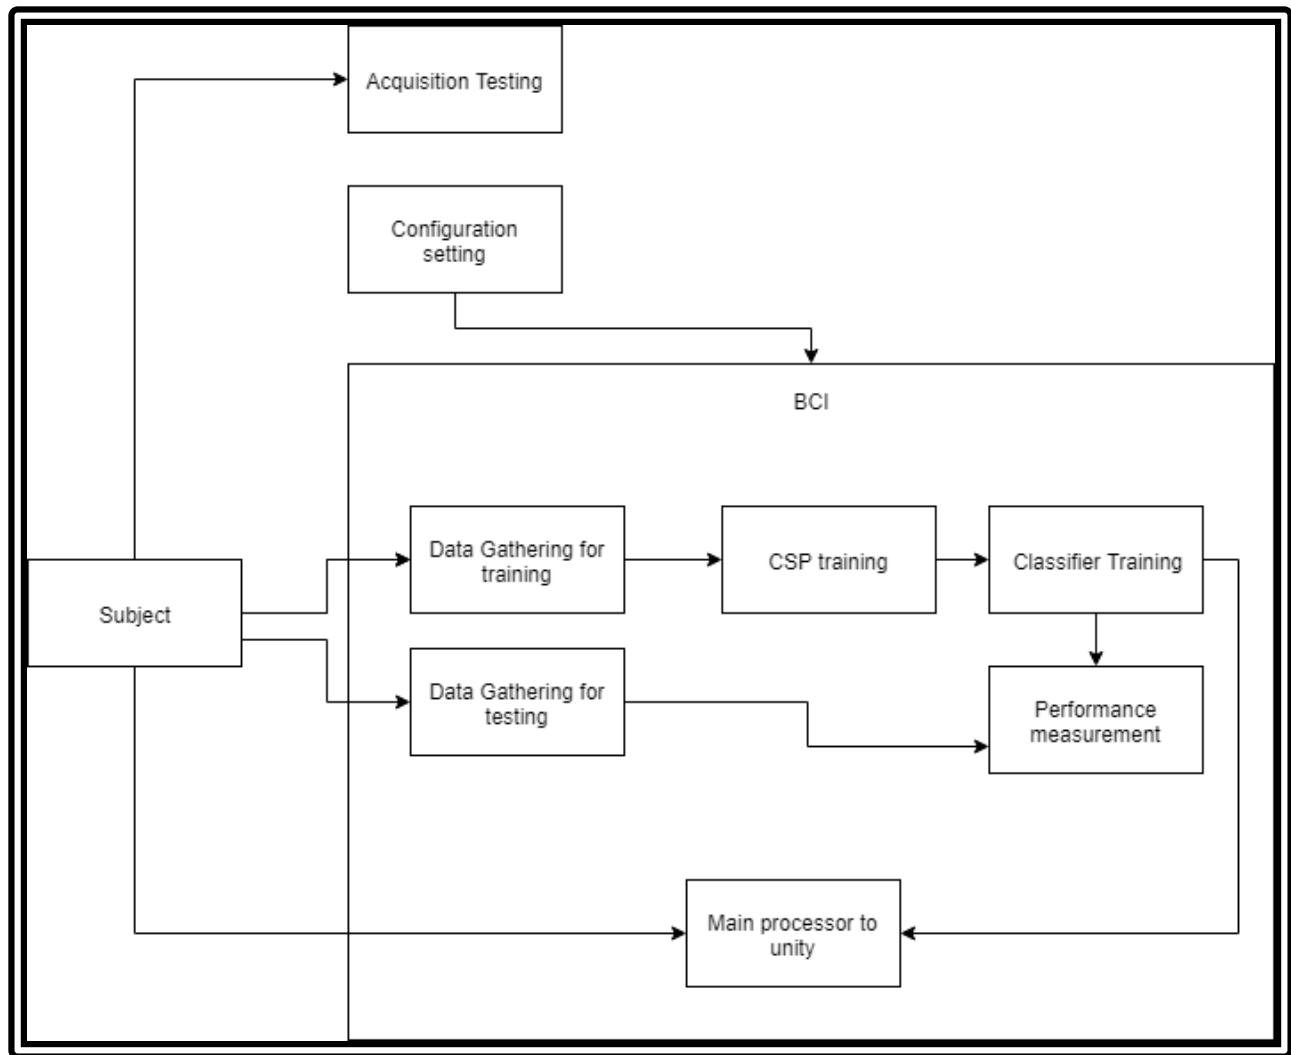 Acquisition Testing
Configuration
setting
BCI
Data Gathering for
training
CSP training
Classifier Training
Subject
Data Gathering for
testing
Performance
measurement
Main processor to
unity